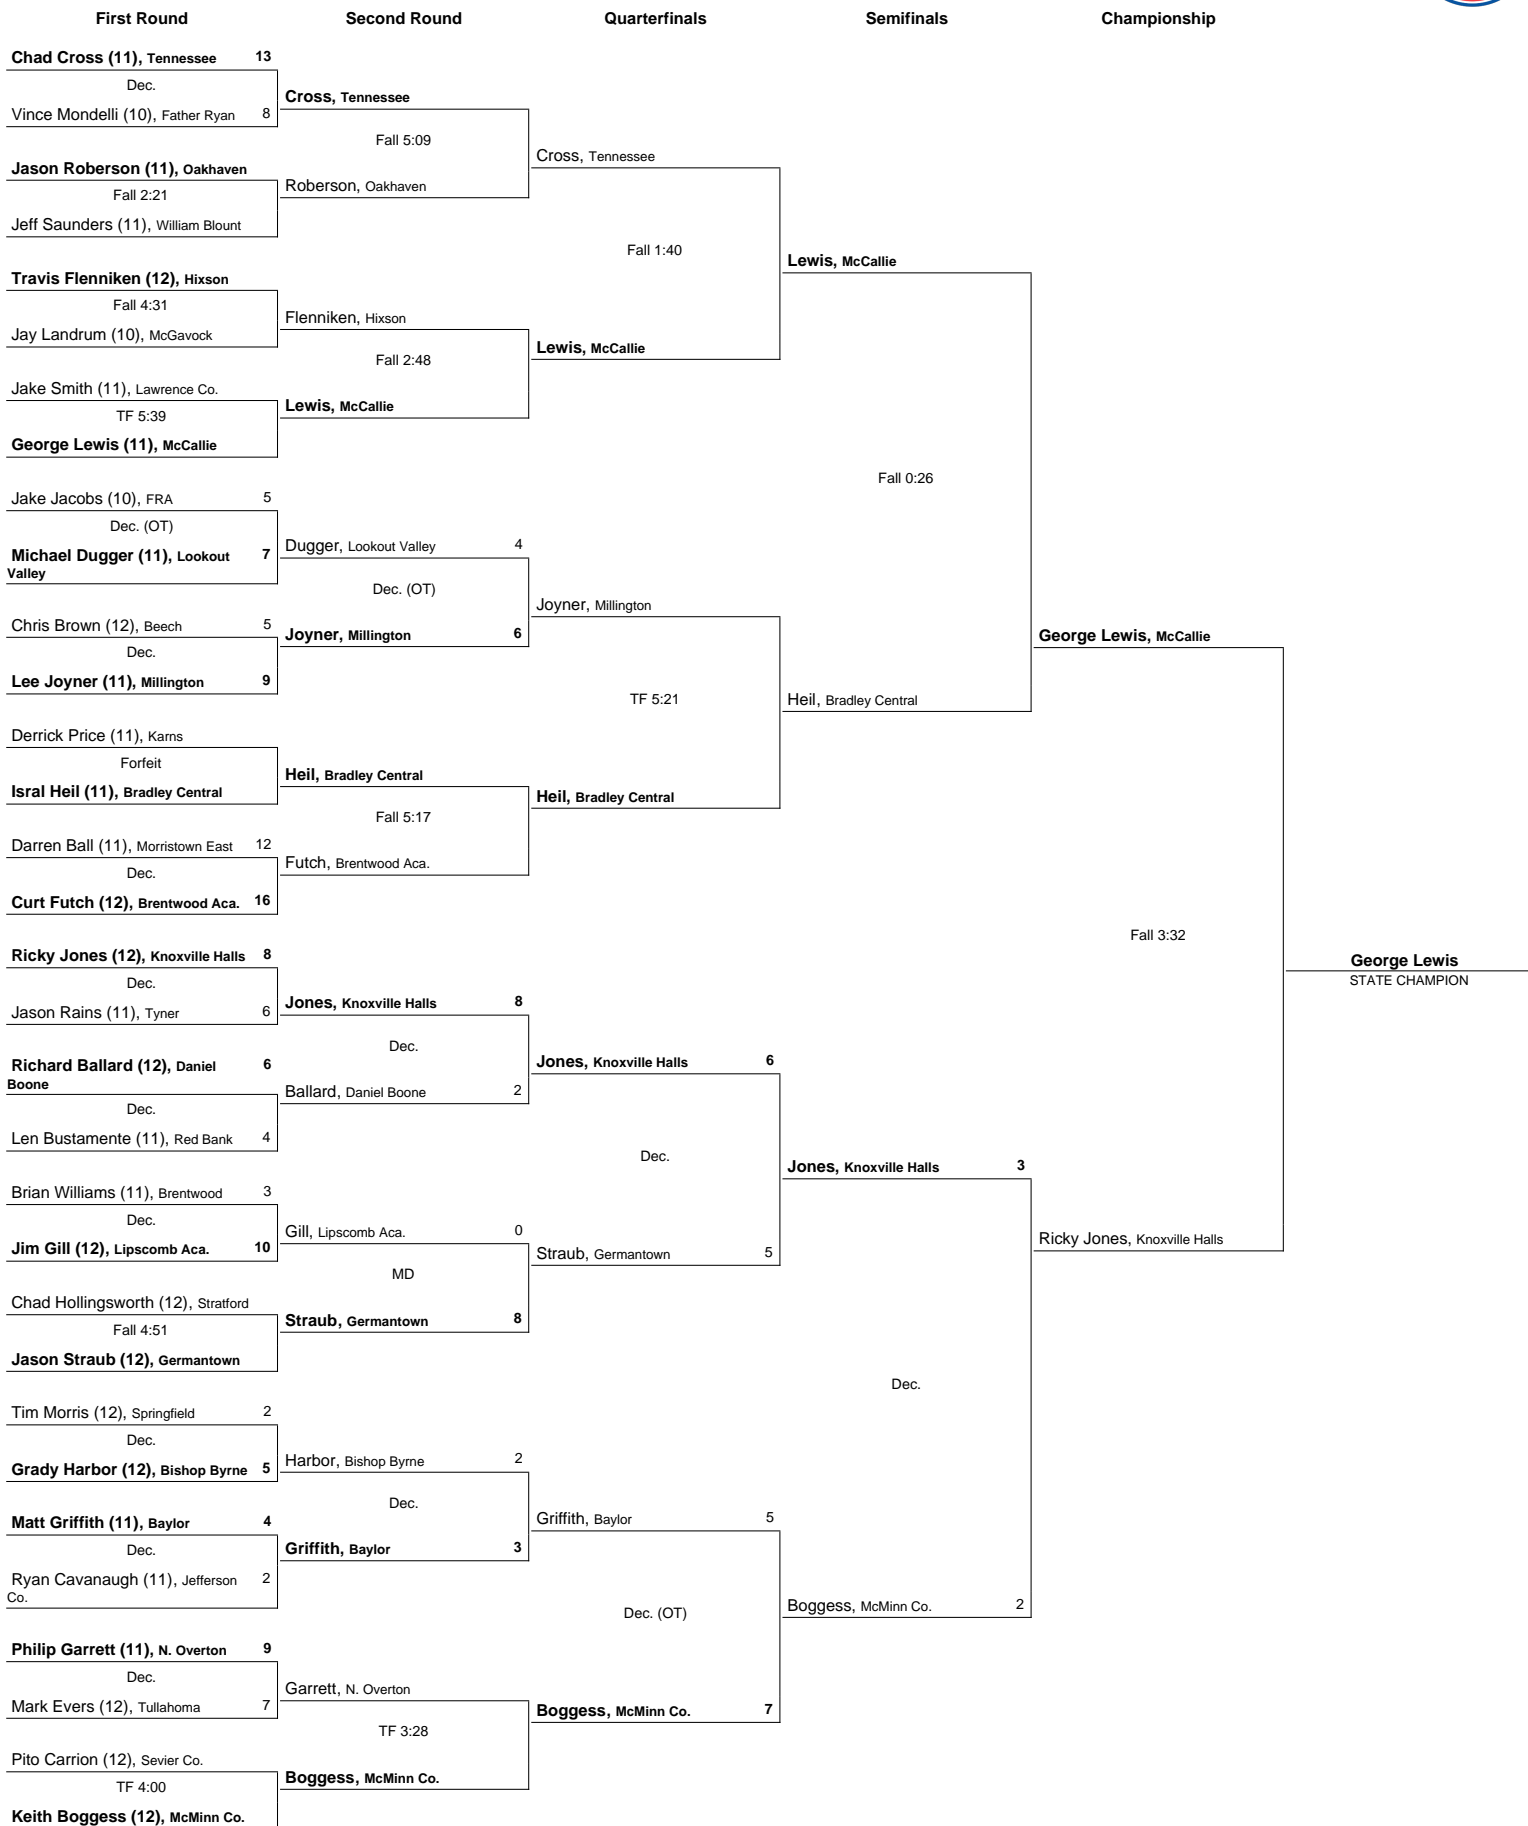 First Round Second Round Quarterfinals Semifinals Championship
Chad Cross (11), Tennessee 13
Dec.
Vince Mondelli (10), Father Ryan 8
Jason Roberson (11), Oakhaven
Fall 2:21
Jeff Saunders (11), William Blount
Travis Flenniken (12), Hixson
Fall 4:31
Jay Landrum (10), McGavock
Jake Smith (11), Lawrence Co.
TF 5:39
George Lewis (11), McCallie
Jake Jacobs (10), FRA 5
Dec. (OT)
Michael Dugger (11), Lookout 7
Valley
Chris Brown (12), Beech 5
Dec.
Lee Joyner (11), Millington 9
Derrick Price (11), Karns
Forfeit
Isral Heil (11), Bradley Central
Darren Ball (11), Morristown East 12
Dec.
Curt Futch (12), Brentwood Aca. 16
Ricky Jones (12), Knoxville Halls 8
Dec.
Jason Rains (11), Tyner 6
Richard Ballard (12), Daniel 6
Boone
Dec.
Len Bustamente (11), Red Bank 4
Brian Williams (11), Brentwood 3
Dec.
Jim Gill (12), Lipscomb Aca. 10
Chad Hollingsworth (12), Stratford
Fall 4:51
Jason Straub (12), Germantown
Tim Morris (12), Springfield 2
Dec.
Grady Harbor (12), Bishop Byrne 5
Matt Griffith (11), Baylor 4
Dec.
Ryan Cavanaugh (11), Jefferson 2
Co.
Philip Garrett (11), N. Overton 9
Dec.
Mark Evers (12), Tullahoma 7
Pito Carrion (12), Sevier Co.
TF 4:00
Keith Boggess (12), McMinn Co.
Cross, Tennessee
Fall 5:09
Roberson, Oakhaven
Flenniken, Hixson
Fall 2:48
Lewis, McCallie
Dugger, Lookout Valley 4
Dec. (OT)
Joyner, Millington 6
Heil, Bradley Central
Fall 5:17
Futch, Brentwood Aca.
Jones, Knoxville Halls 8
Dec.
Ballard, Daniel Boone 2
Gill, Lipscomb Aca. 0
MD
Straub, Germantown 8
Harbor, Bishop Byrne 2
Dec.
Griffith, Baylor 3
Garrett, N. Overton
TF 3:28
Boggess, McMinn Co.
Cross, Tennessee
Fall 1:40
Lewis, McCallie
Joyner, Millington
TF 5:21
Heil, Bradley Central
Jones, Knoxville Halls 6
Dec.
Straub, Germantown 5
Griffith, Baylor 5
Dec. (OT)
Boggess, McMinn Co. 7
Lewis, McCallie
Fall 0:26
Heil, Bradley Central
Jones, Knoxville Halls 3
Dec.
Boggess, McMinn Co. 2
George Lewis, McCallie
Fall 3:32
Ricky Jones, Knoxville Halls
George Lewis
STATE CHAMPION